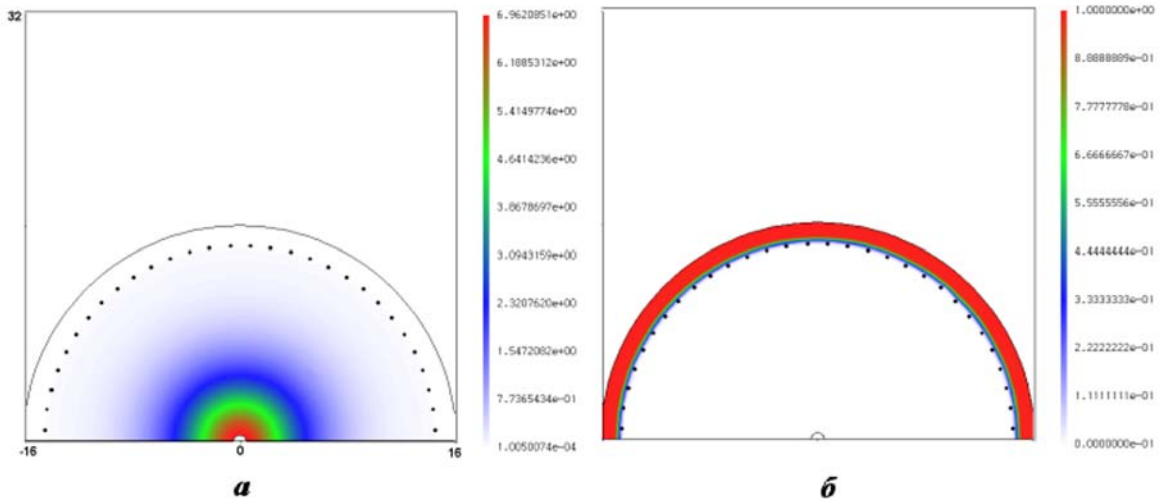 32
6.9620851e+00
6.1885312e+00
5.4149774e+00
4.6414236e+00
3.8678697e+00
3.0943159e+00
2.3207620e+00
1.5472082e+00
7.7365434e-01
1.0050074e-04
-16
0
16
а
1.0000000e+00
8.8888889e-01
7.7777778e-01
6.6666667e-01
5.5555556e-01
4.4444444e-01
3.3333333e-01
2.2222222e-01
1.1111111e-01
0.0000000e-01
б